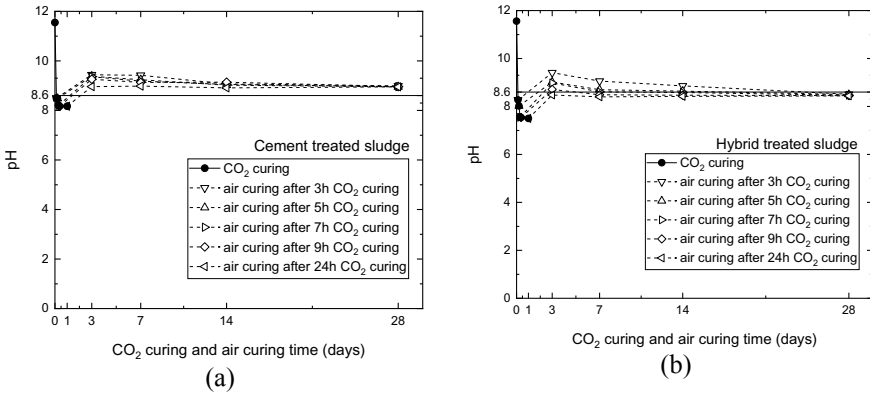 12
10
8.6
8
6
4
2
0
pH
Cement treated sludge
CO₂ curing
air curing after 3h CO₂ curing
air curing after 5h CO₂ curing
air curing after 7h CO₂ curing
air curing after 9h CO₂ curing
air curing after 24h CO₂ curing
0 1 3 7 14 28
CO₂ curing and air curing time (days)
(a)
12
10
8.6
8
6
4
2
0
pH
Hybrid treated sludge
CO₂ curing
air curing after 3h CO₂ curing
air curing after 5h CO₂ curing
air curing after 7h CO₂ curing
air curing after 9h CO₂ curing
air curing after 24h CO₂ curing
0 1 3 7 14 28
CO₂ curing and air curing time (days)
(b)